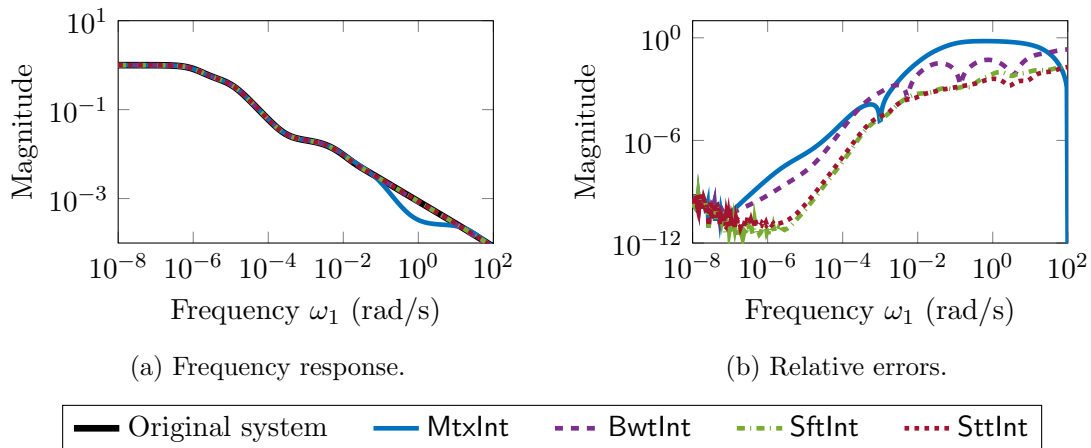 10^1
10^0
10^−1
10^−6
10^−3
10^−12
Magnitude
Magnitude
10^−8 10^−6 10^−4 10^−2 10^0 10^2
10^−8 10^−6 10^−4 10^−2 10^0 10^2
Frequency ω₁ (rad/s)
Frequency ω₁ (rad/s)
(a) Frequency response.
(b) Relative errors.
Original system MtxInt BwtInt SftInt SttInt